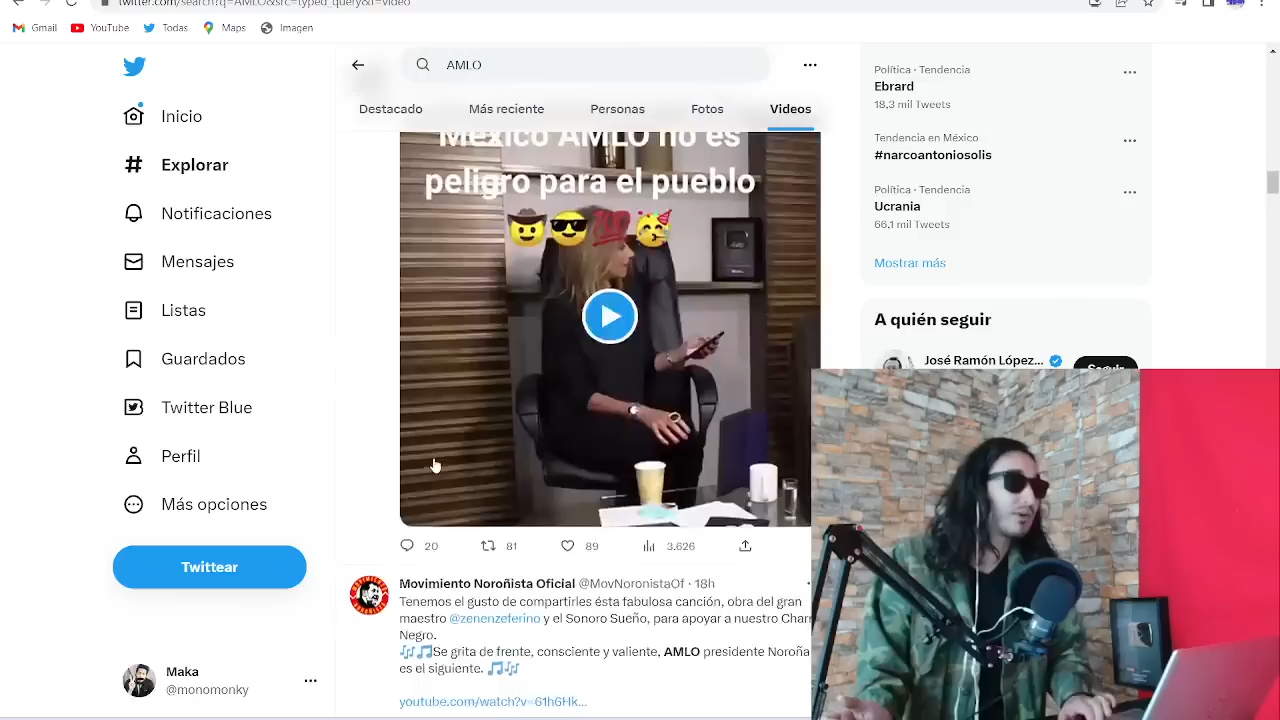 twitter.com/search?q=AMLO&src=typed_query&f=video
Gmail
YouTube
Todas
Maps
Imagen
Inicio
Explorar
Notificaciones
Mensajes
Listas
Guardados
Twitter Blue
Perfil
Más opciones
Twittear
Maka
@monomonky
AMLO
Destacado
Más reciente
Personas
Fotos
Videos
México AMLO no es
peligro para el pueblo
20
81
89
3.626
Movimiento Noroñista Oficial @MovNoronistaOf · 18h
Tenemos el gusto de compartirles ésta fabulosa canción, obra del gran
maestro @zenenzeferino y el Sonoro Sueño, para apoyar a nuestro
Negro.
Se grita de frente, consciente y valiente, AMLO presidente
es el siguiente.
youtube.com/watch?v=61h6Hk...
Política · Tendencia
Ebrard
18,3 mil Tweets
Tendencia en México
#narcoantoniosolis
Política · Tendencia
Ucrania
66.1 mil Tweets
Mostrar más
A quién seguir
José Ramón López...
Seguir